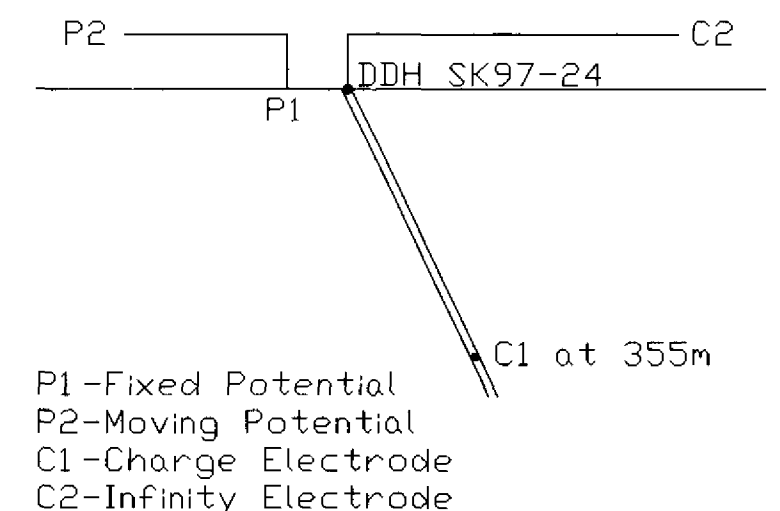 P2
C2
DDH SK97-24
P1
C1 at 355m
P1-Fixed Potential
P2-Moving Potential
C1-Charge Electrode
C2-Infinity Electrode